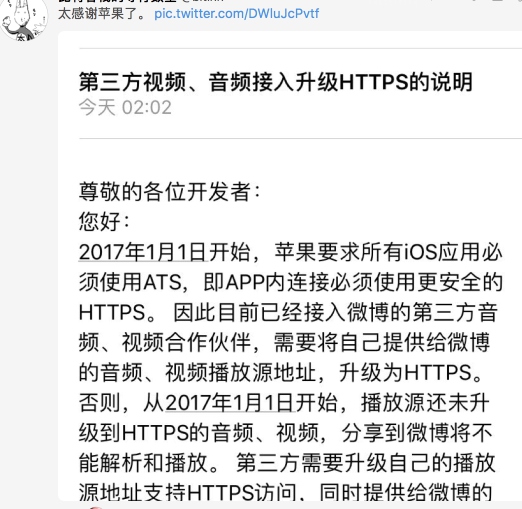 太感谢苹果了。 pic.twitter.com/DWluJcPvtf
第三方视频、音频接入升级HTTPS的说明
今天 02:02
尊敬的各位开发者：
您好：
2017年1月1日开始，苹果要求所有iOS应用必
须使用ATS，即APP内连接必须使用更安全的
HTTPS。 因此目前已经接入微博的第三方音
频、视频合作伙伴，需要将自己提供给微博
的音频、视频播放源地址，升级为HTTPS。
否则，从2017年1月1日开始，播放源还未升
级到HTTPS的音频、视频，分享到微博将不
能解析和播放。 第三方需要升级自己的播放
源地址支持HTTPS访问，同时提供给微博的